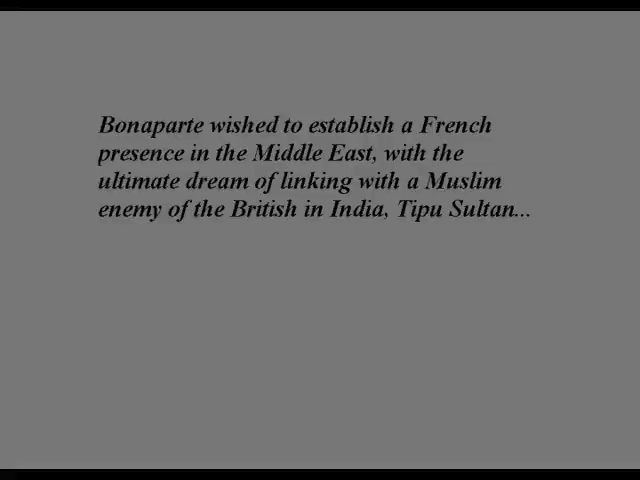 Bonaparte wished to establish a French
presence in the Middle East, with the
ultimate dream of linking with a Muslim
enemy of the British in India, Tipu Sultan...